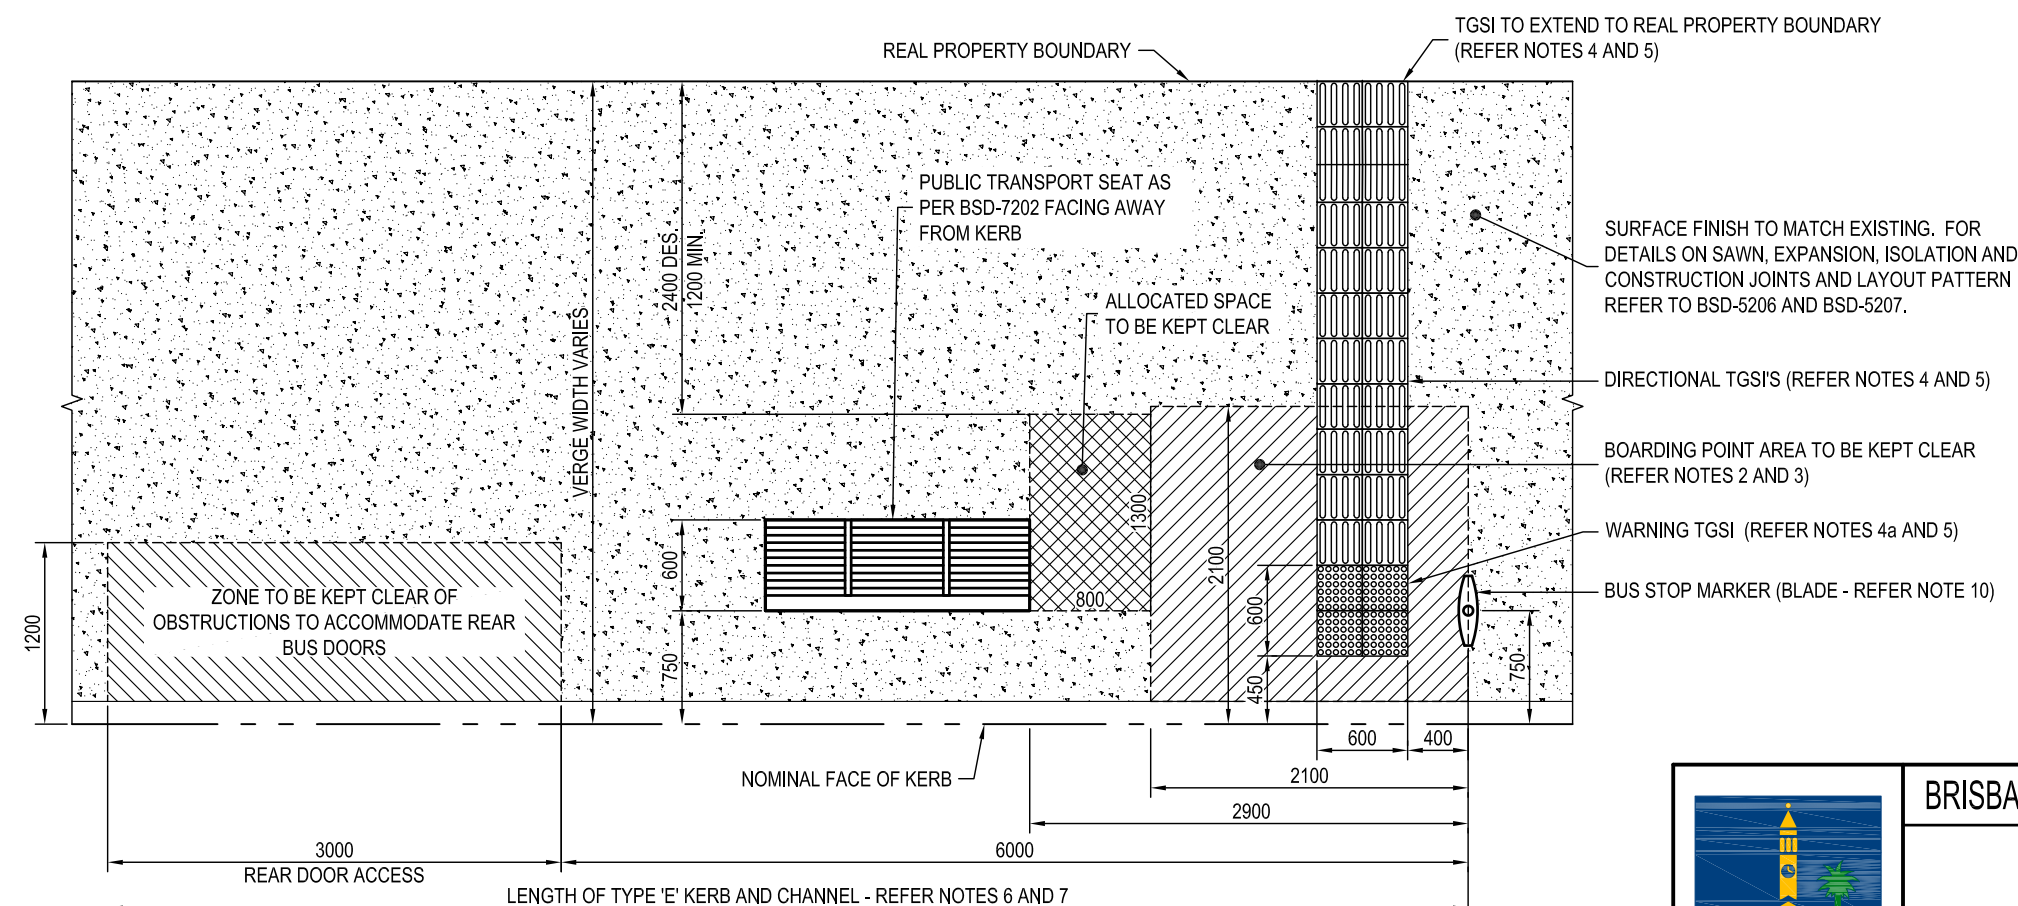 TGSI TO EXTEND TO REAL PROPERTY BOUNDARY
(REFER NOTES 4 AND 5)
REAL PROPERTY BOUNDARY
PUBLIC TRANSPORT SEAT AS
PER BSD-7202 FACING AWAY
FROM KERB
2400 DES.
1200 MIN.
VERGE WIDTH VARIES
ALLOCATED SPACE
TO BE KEPT CLEAR
SURFACE FINISH TO MATCH EXISTING. FOR
DETAILS ON SAWN, EXPANSION, ISOLATION AND
CONSTRUCTION JOINTS AND LAYOUT PATTERN
REFER TO BSD-5206 AND BSD-5207.
DIRECTIONAL TGSI'S (REFER NOTES 4 AND 5)
BOARDING POINT AREA TO BE KEPT CLEAR
(REFER NOTES 2 AND 3)
WARNING TGSI (REFER NOTES 4a AND 5)
BUS STOP MARKER (BLADE - REFER NOTE 10)
1300
2100
600
800
600
ZONE TO BE KEPT CLEAR OF
OBSTRUCTIONS TO ACCOMMODATE REAR
BUS DOORS
1200
750
450
750
600
400
NOMINAL FACE OF KERB
2100
2900
3000
REAR DOOR ACCESS
6000
LENGTH OF TYPE 'E' KERB AND CHANNEL - REFER NOTES 6 AND 7
BRISBA